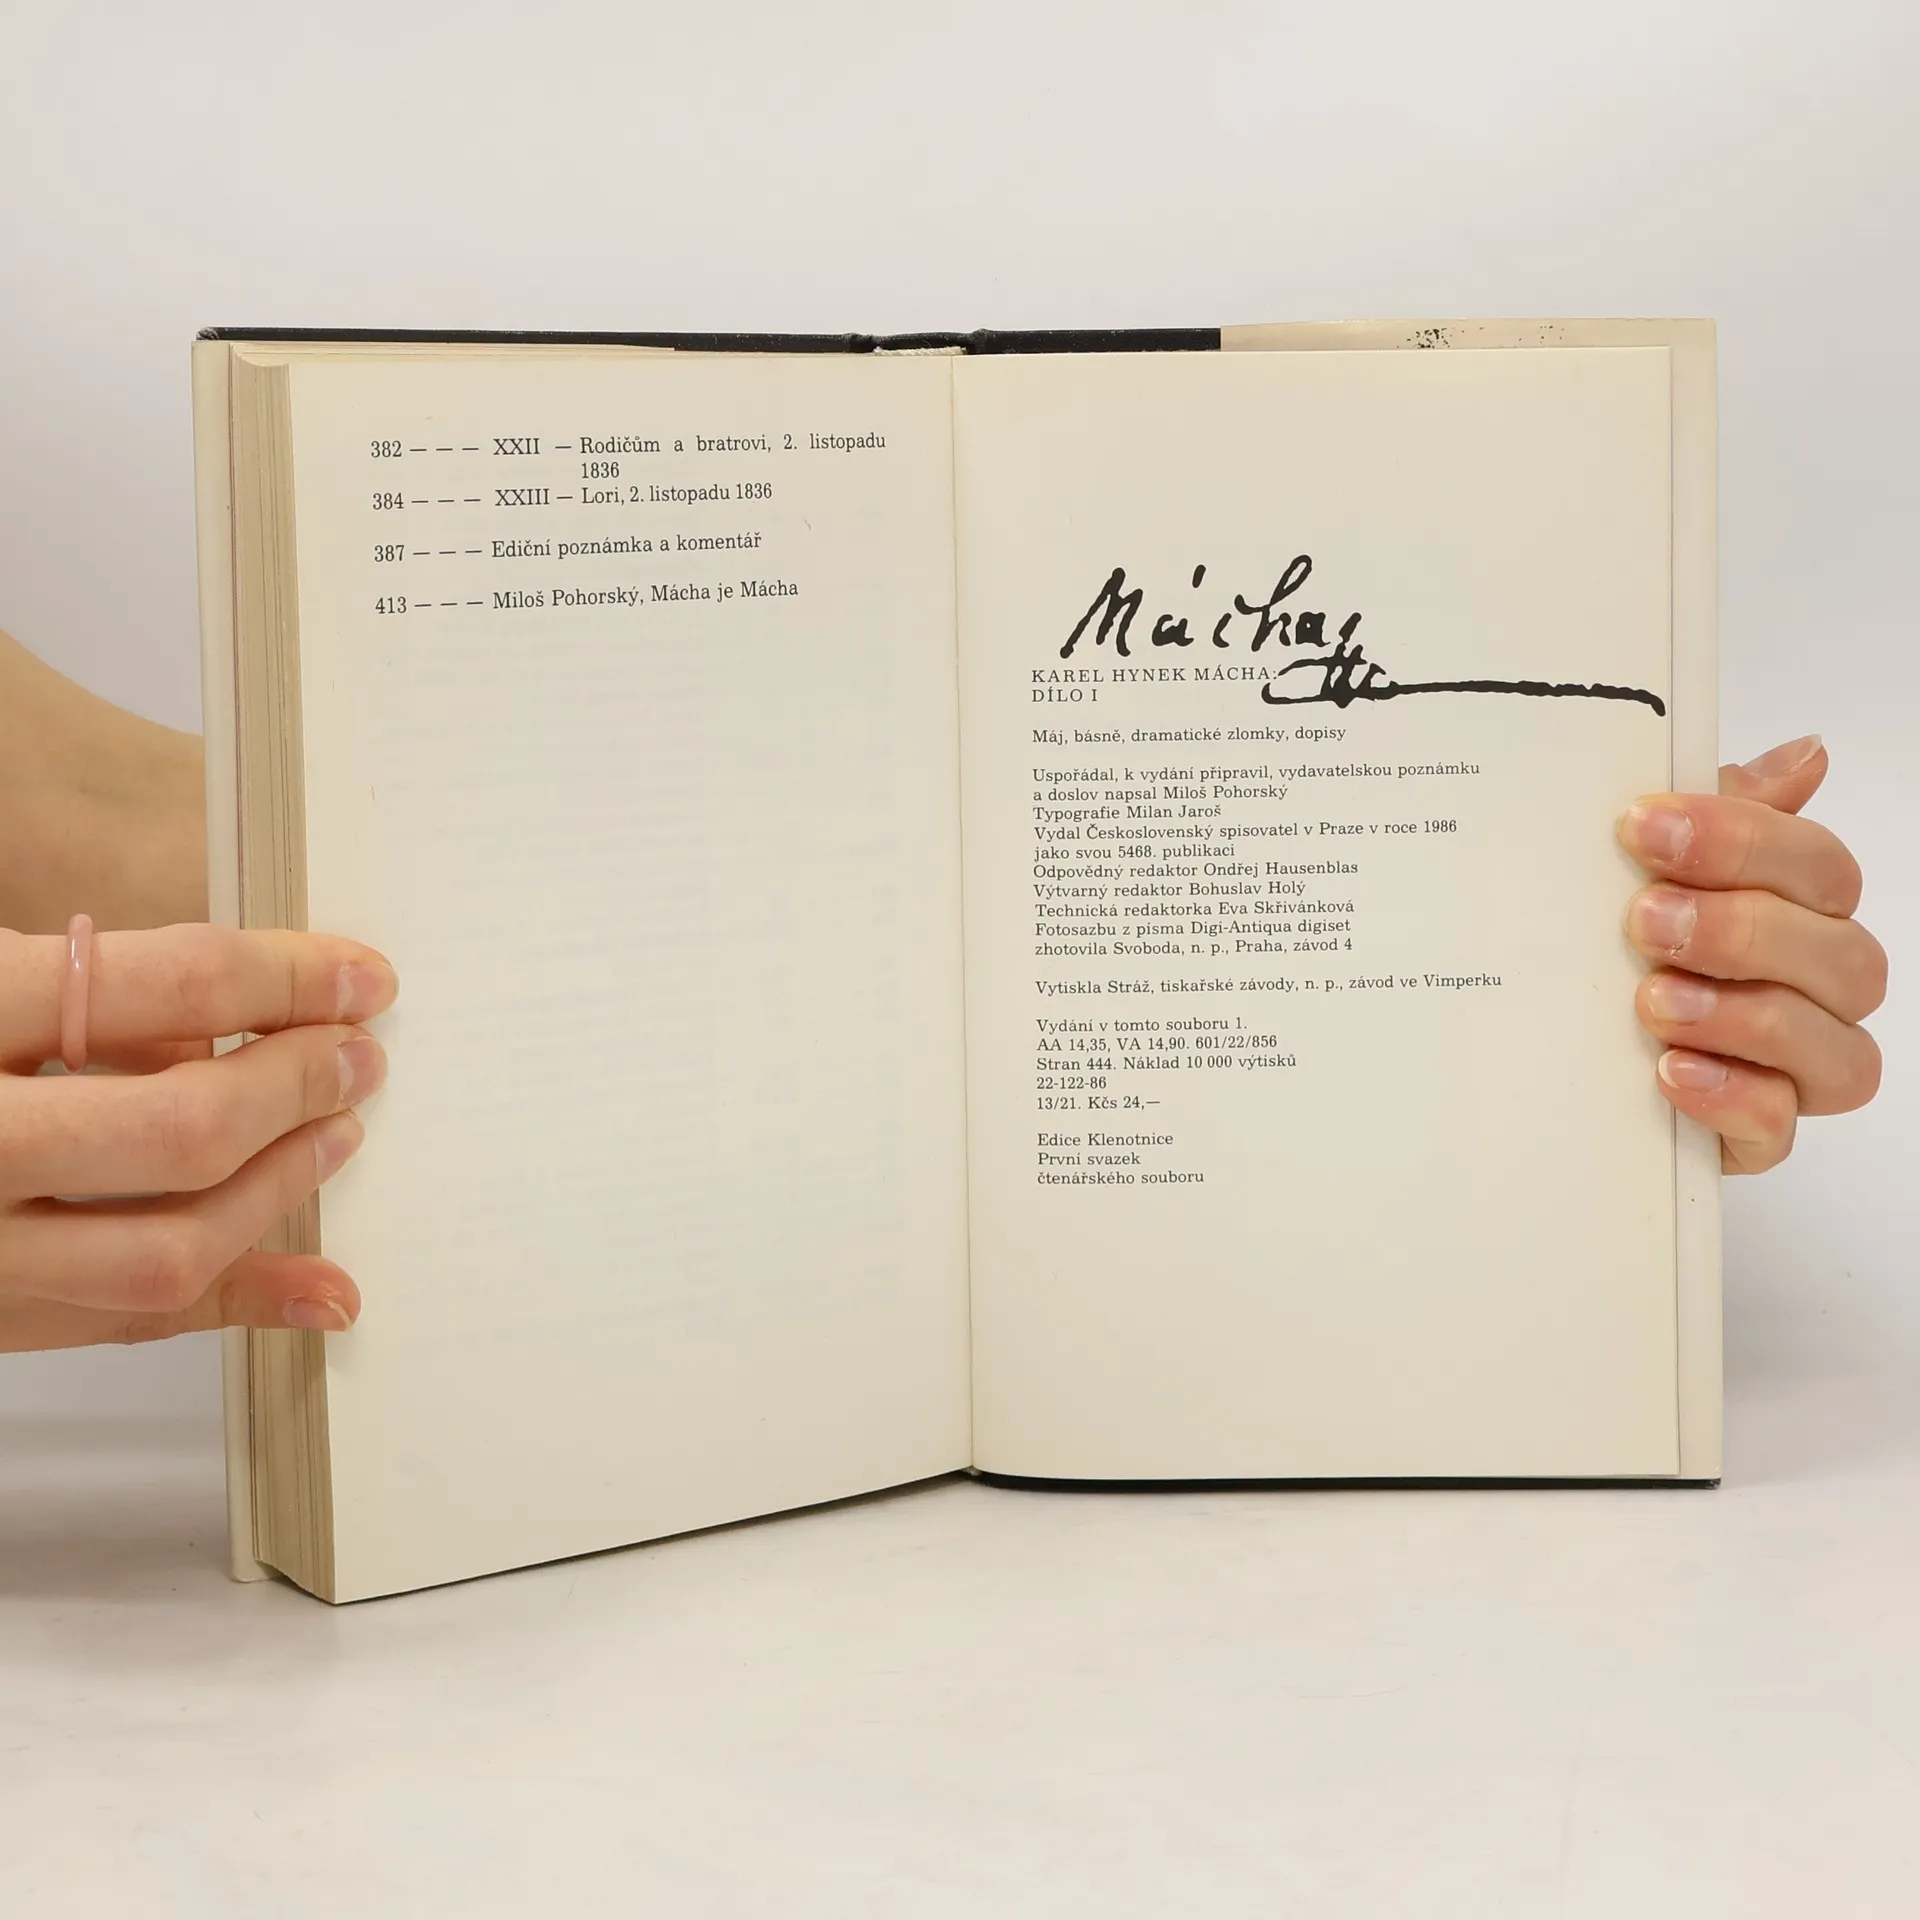 382 — — — XXII — Rodičům a bratrovi, 2. listopadu
1836
384 — — — XXIII — Lori, 2. listopadu 1836
387 — — — Ediční poznámka a komentář
413 — — — Miloš Pohorský, Mácha je Mácha
Mácha
KAREL HYNEK MÁCHA:
DÍLO I
Máj, básně, dramatické zlomky, dopisy
Uspořádal, k vydání připravil, vydavatelskou poznámku
a doslov napsal Miloš Pohorský
Typografie Milan Jaroš
Vydal Československý spisovatel v Praze v roce 1986
jako svou 5468. publikaci
Odpovědný redaktor Ondřej Hausenblas
Výtvarný redaktor Bohuslav Holý
Technická redaktorka Eva Skřivánková
Fotosazbu z písma Digi-Antiqua digiset
zhotovila Svoboda, n. p., Praha, závod 4
Vytiskla Stráž, tiskařské závody, n. p., závod ve Vimperku
Vydání v tomto souboru 1.
AA 14,35, VA 14,90. 601/22/856
Stran 444. Náklad 10 000 výtisků
22-122-86
13/21. Kčs 24,—
Edice Klenotnice
První svazek
čtenářského souboru